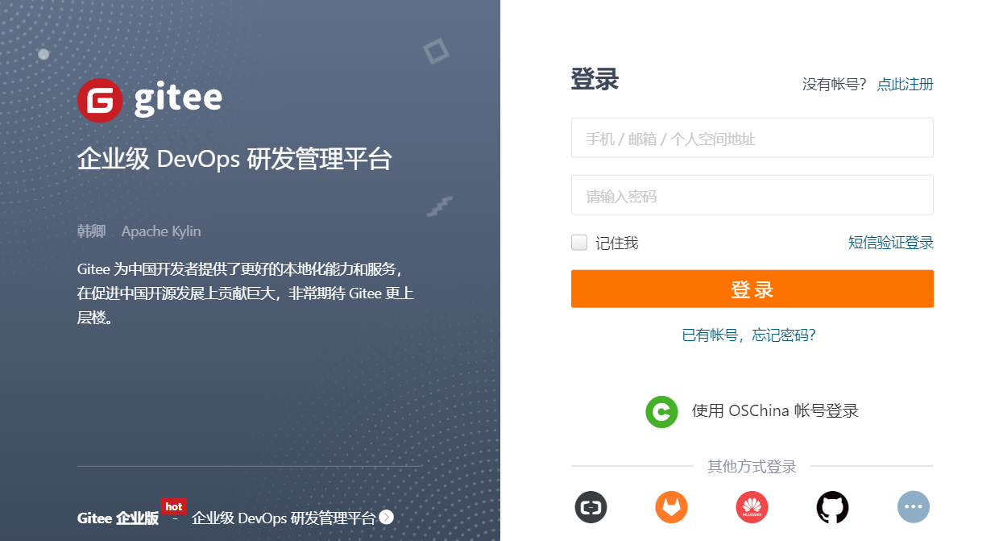 gitee
企业级 DevOps 研发管理平台
韩卿 Apache Kylin
Gitee 为中国开发者提供了更好的本地化能力和服务，
在促进中国开源发展上贡献巨大，非常期待 Gitee 更上
层楼。
Gitee 企业版 hot - 企业级 DevOps 研发管理平台
登录
没有帐号？ 点此注册
手机 / 邮箱 / 个人空间地址
请输入密码
记住我 短信验证登录
登 录
已有帐号，忘记密码？
使用 OSChina 帐号登录
其他方式登录
HUAWEI